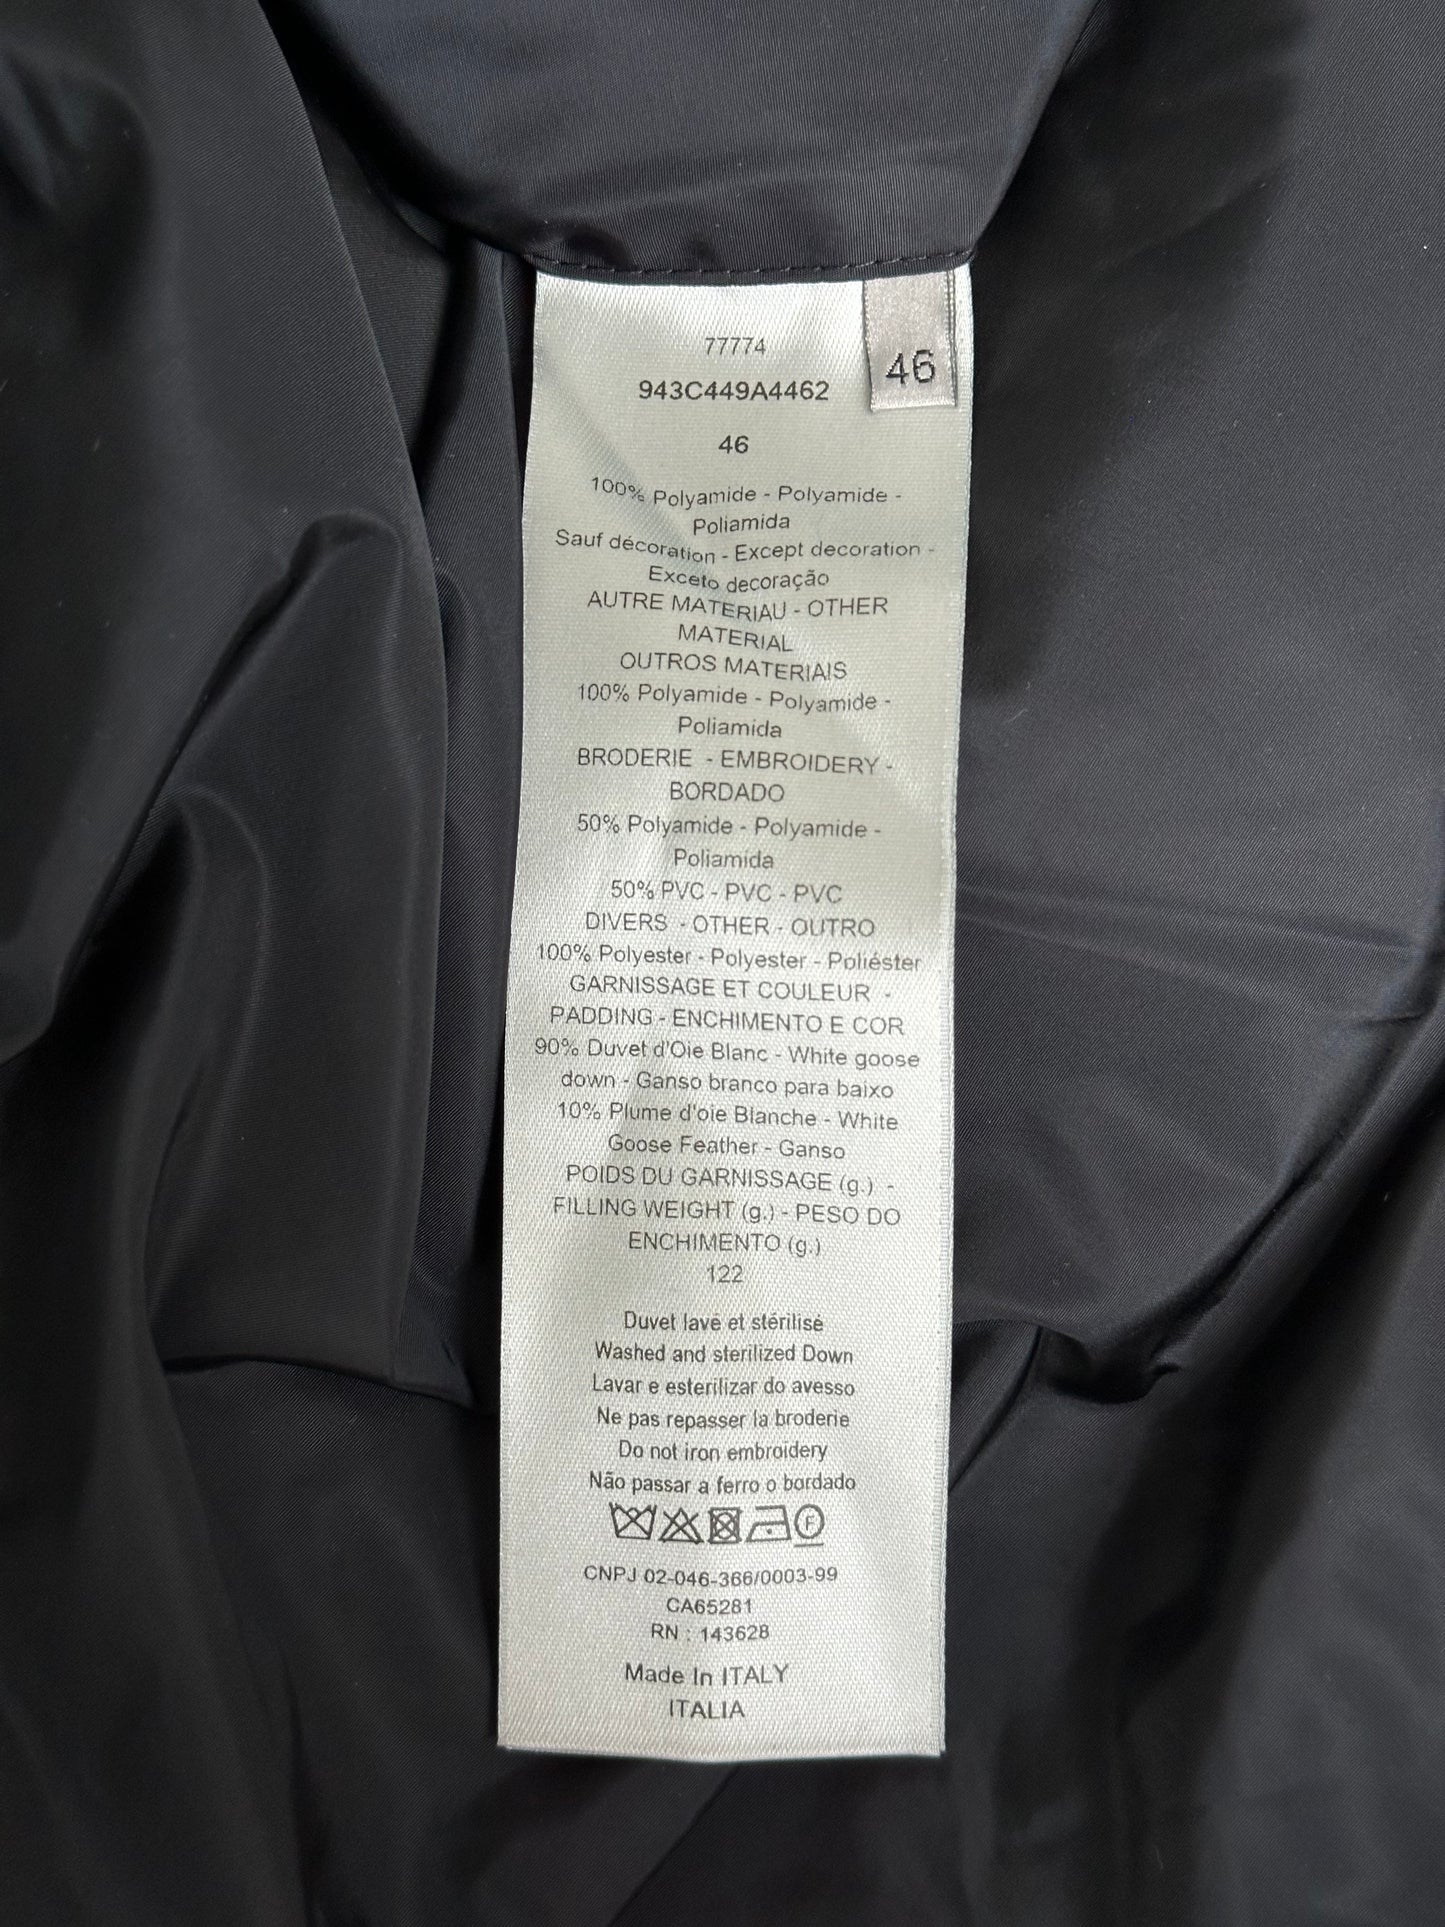 77774
46
943C449A4462
46
100% Polyamide - Polyamide -
Poliamida
Sauf décoration - Except decoration -
Exceto decoração
AUTRE MATERIAU - OTHER
MATERIAL
OUTROS MATERIAIS
100% Polyamide - Polyamide -
Poliamida
BRODERIE - EMBROIDERY -
BORDADO
50% Polyamide - Polyamide -
Poliamida
50% PVC - PVC - PVC
DIVERS - OTHER - OUTRO
100% Polyester - Polyester - Poliéster
GARNISSAGE ET COULEUR -
PADDING - ENCHIMENTO E COR
90% Duvet d'Oie Blanc - White goose
down - Ganso branco para baixo
10% Plume d'oie Blanche - White
Goose Feather - Ganso
POIDS DU GARNISSAGE (g.) -
FILLING WEIGHT (g.) - PESO DO
ENCHIMENTO (g.)
122
Duvet lavé et stérilisé
Washed and sterilized Down
Lavar e esterilizar do avesso
Ne pas repasser la broderie
Do not iron embroidery
Não passar a ferro o bordado
F
CNPJ 02-046-366/0003-99
CA65281
RN : 143628
Made In ITALY
ITALIA